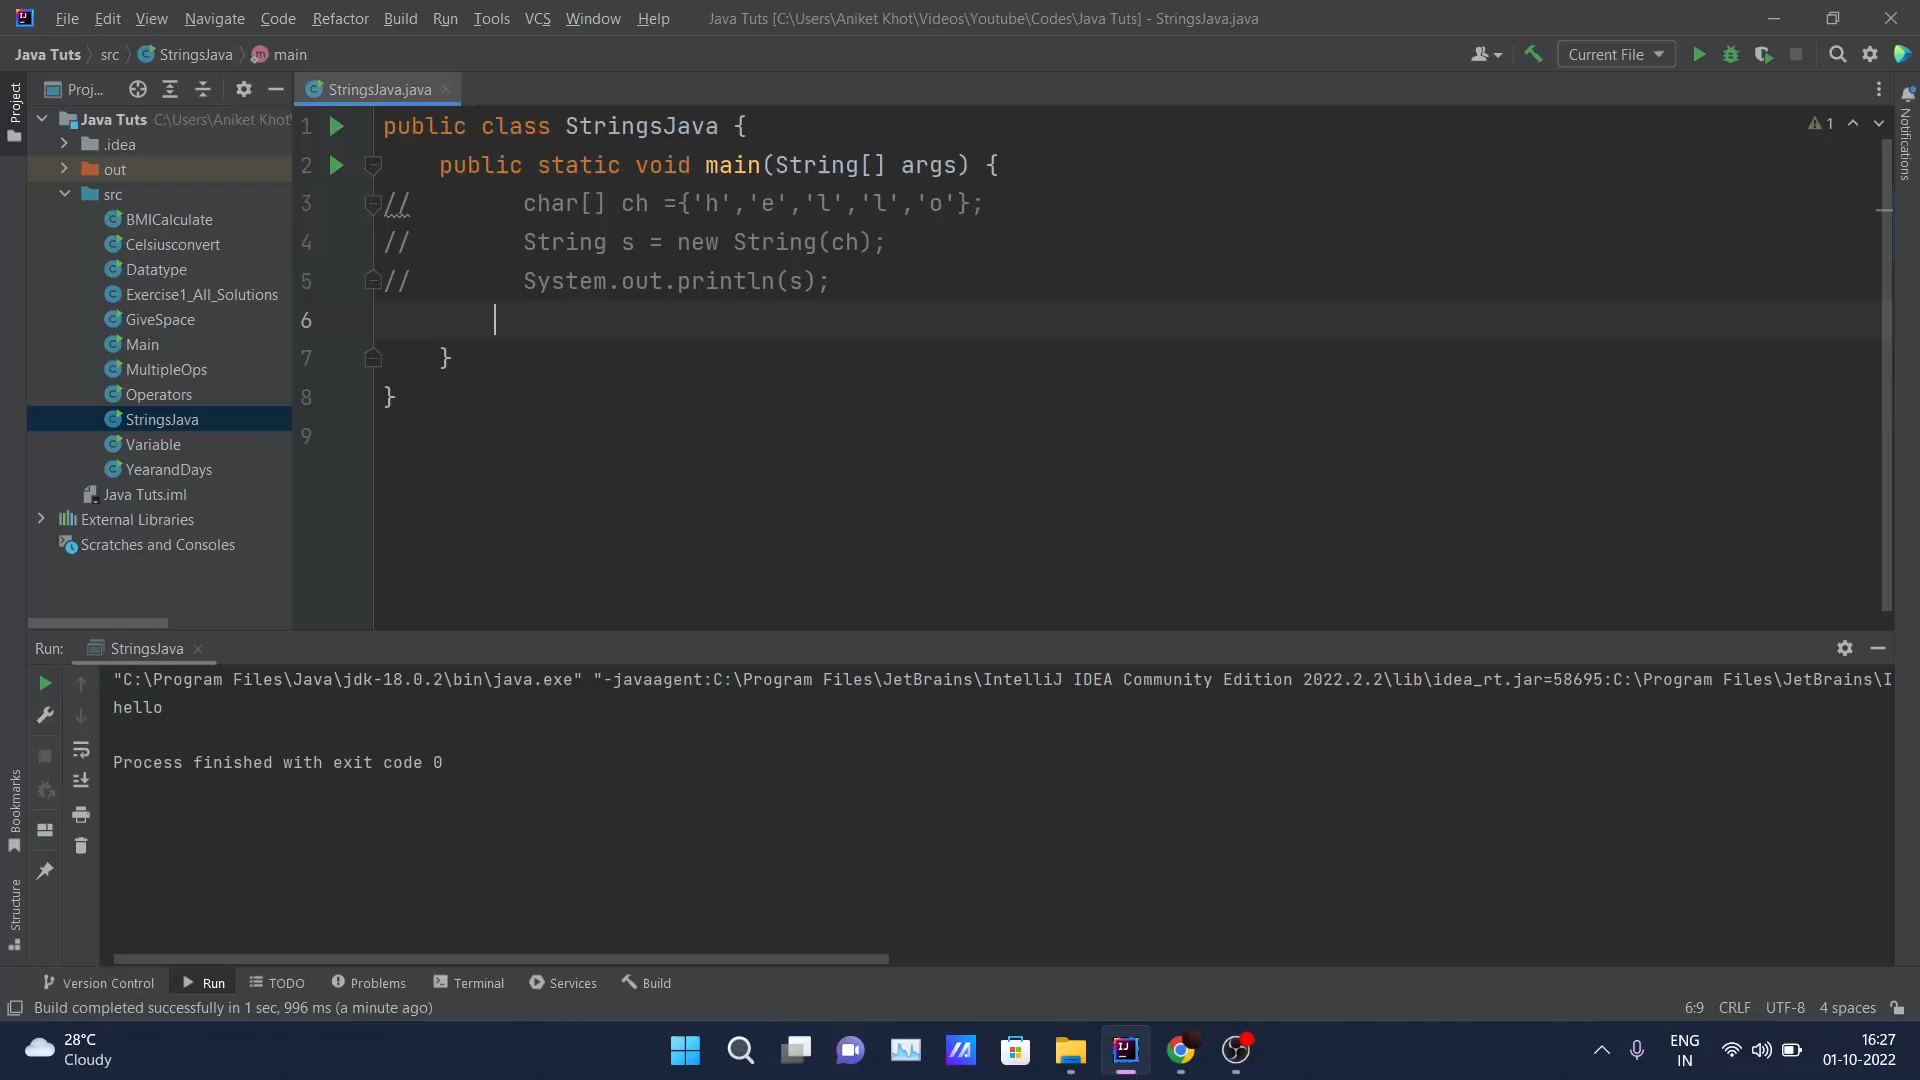 File Edit View Navigate Code Refactor Build Run Tools VCS Window Help Java Tuts [C:\Users\Aniket Khot\Videos\Youtube\Codes\Java Tuts] - StringsJava.java
Java Tuts src StringsJava main Current File
Project
Proj...
StringsJava.java
Java Tuts C:\Users\Aniket Khot\
.idea
out
src
BMICalculate
Celsiusconvert
Datatype
Exercise1_All_Solutions
GiveSpace
Main
MultipleOps
Operators
StringsJava
Variable
YearandDays
Java Tuts.iml
External Libraries
Scratches and Consoles
1 public class StringsJava {
2 public static void main(String[] args) {
3 // char[] ch ={'h','e','l','l','o'};
4 // String s = new String(ch);
5 // System.out.println(s);
6
7 }
8 }
9
1
Notifications
Run: StringsJava
"C:\Program Files\Java\jdk-18.0.2\bin\java.exe" "-javaagent:C:\Program Files\JetBrains\IntelliJ IDEA Community Edition 2022.2.2\lib\idea_rt.jar=58695:C:\Program Files\JetBrains\I
hello
Process finished with exit code 0
Bookmarks
Structure
Version Control Run TODO Problems Terminal Services Build
Build completed successfully in 1 sec, 996 ms (a minute ago) 6:9 CRLF UTF-8 4 spaces
28°C
Cloudy
ENG
IN
16:27
01-10-2022